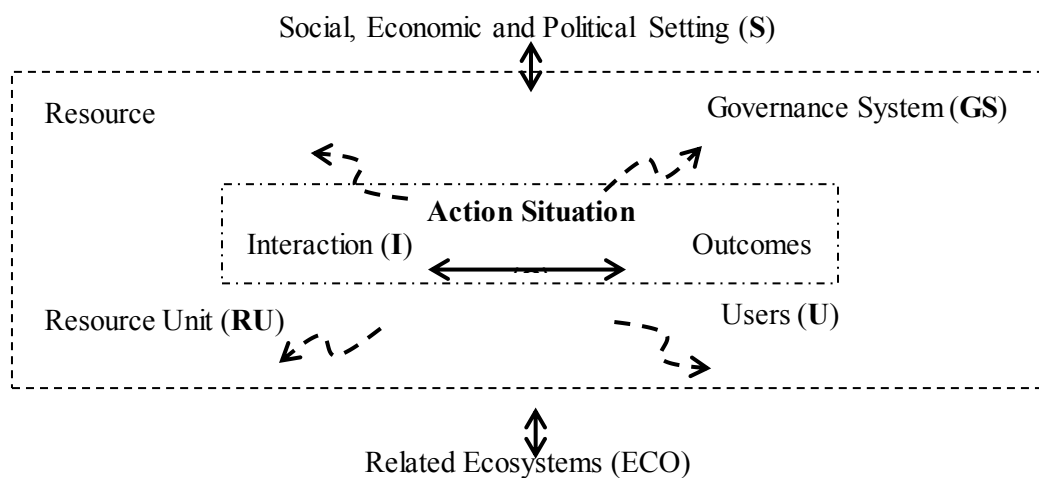 Social, Economic and Political Setting (S)
Resource
Governance System (GS)
Action Situation
Interaction (I)
Outcomes
Resource Unit (RU)
Users (U)
Related Ecosystems (ECO)